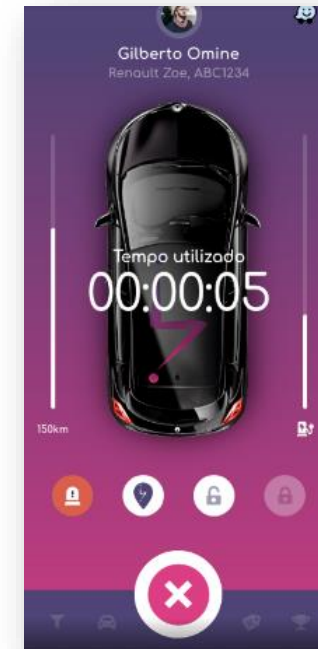 Gilberto Omine
Renault Zoe, ABC1234
Tempo utilizado
00:00:05
150km